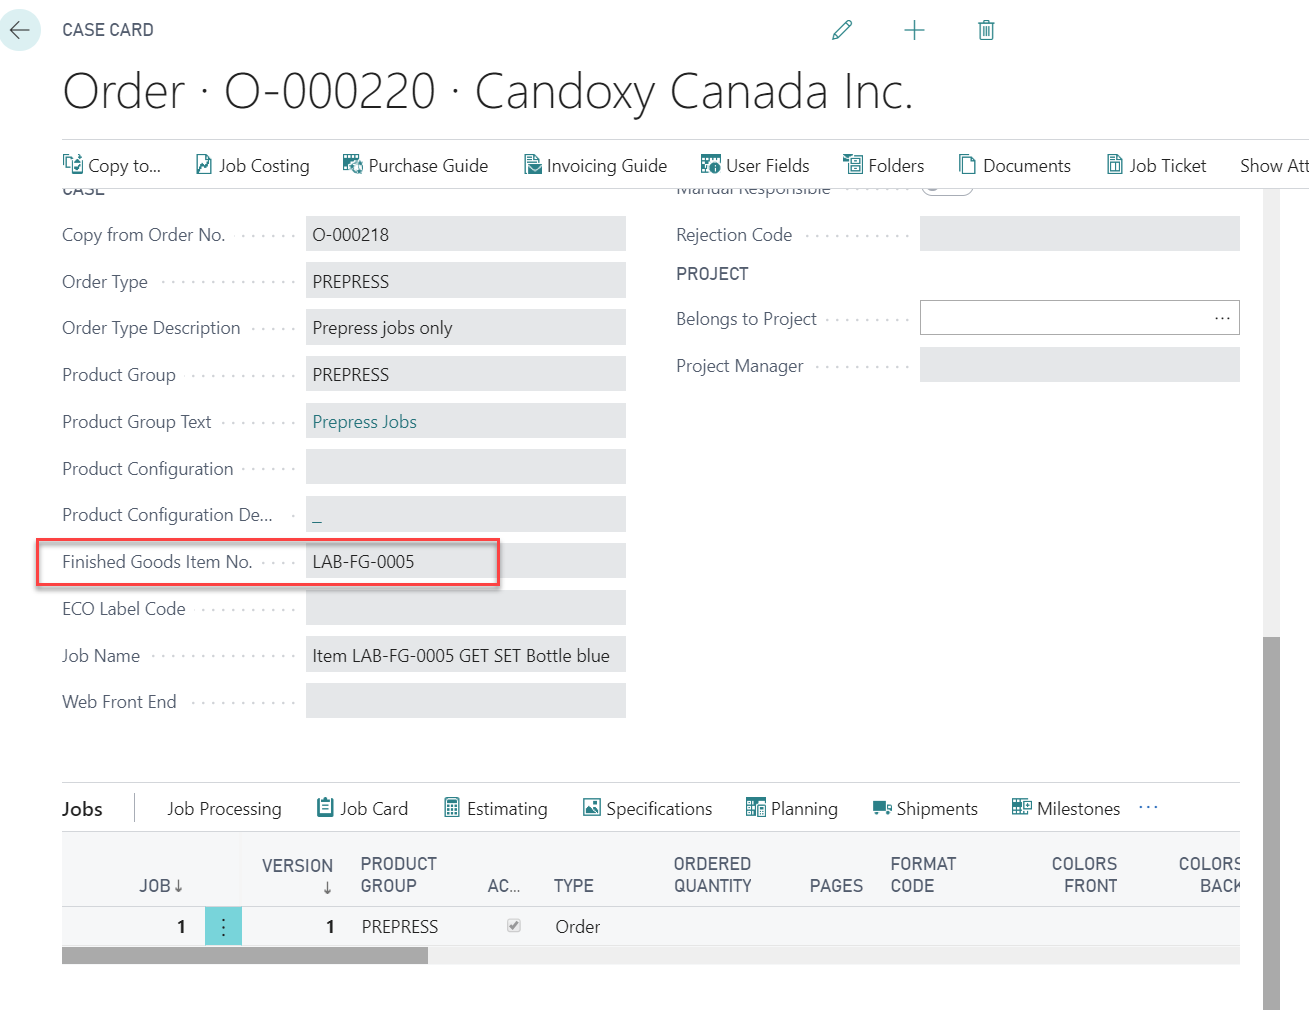 CASE CARD
Order · O-000220 · Candoxy Canada Inc.
Copy to... Job Costing Purchase Guide Invoicing Guide User Fields Folders Documents Job Ticket Show Att
CASE
Manual Responsible
Copy from Order No. O-000218
Order Type PREPRESS
Order Type Description Prepress jobs only
Product Group PREPRESS
Product Group Text Prepress Jobs
Product Configuration
Product Configuration De... _
Finished Goods Item No. LAB-FG-0005
ECO Label Code
Job Name Item LAB-FG-0005 GET SET Bottle blue
Web Front End
Rejection Code
PROJECT
Belongs to Project ...
Project Manager
Jobs Job Processing Job Card Estimating Specifications Planning Shipments Milestones ...
JOB↓ VERSION ↓ PRODUCT GROUP AC... TYPE ORDERED QUANTITY PAGES FORMAT CODE COLORS FRONT COLORS BACK
1 1 PREPRESS Order